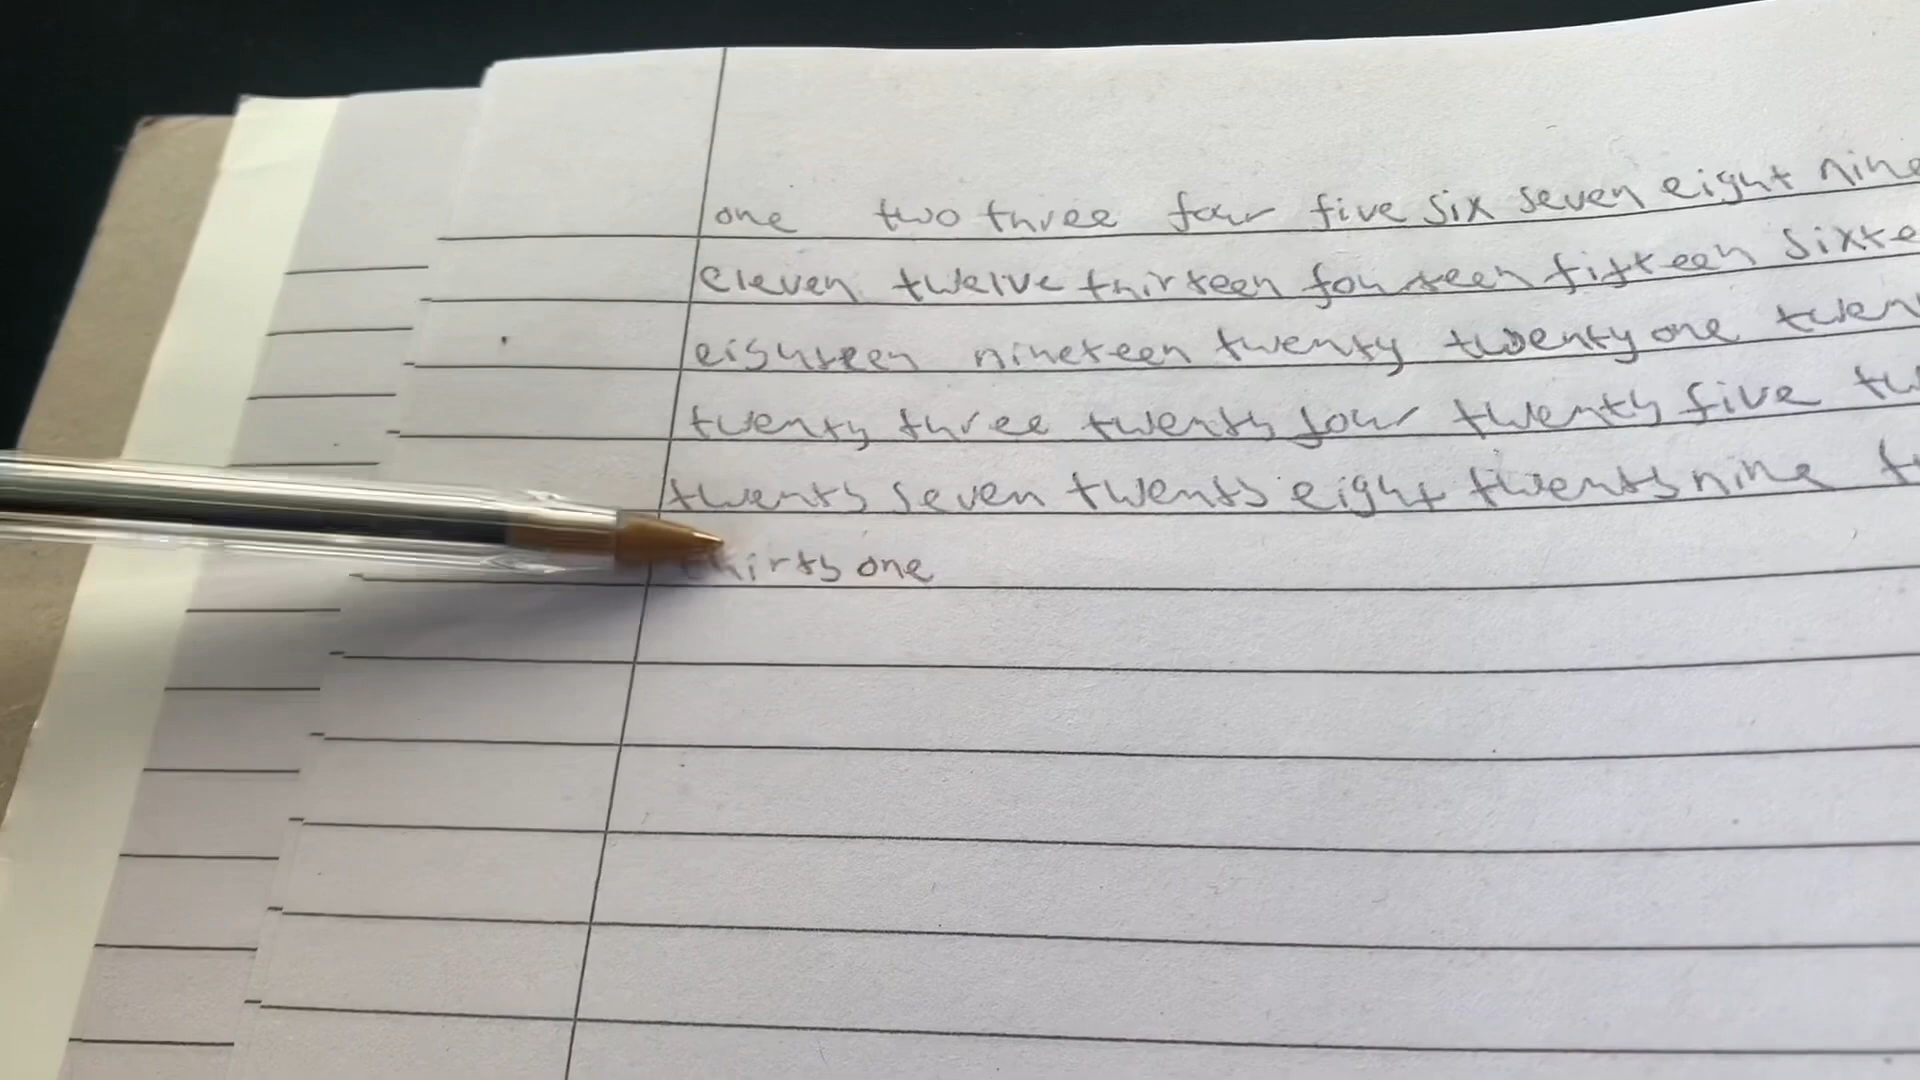 one two three four five six seven eight nine
eleven twelve thirteen fourteen fifteen
eighteen nineteen twenty twenty one
twenty three twenty four twenty five
twenty seven twenty eight twenty nine
thirty one